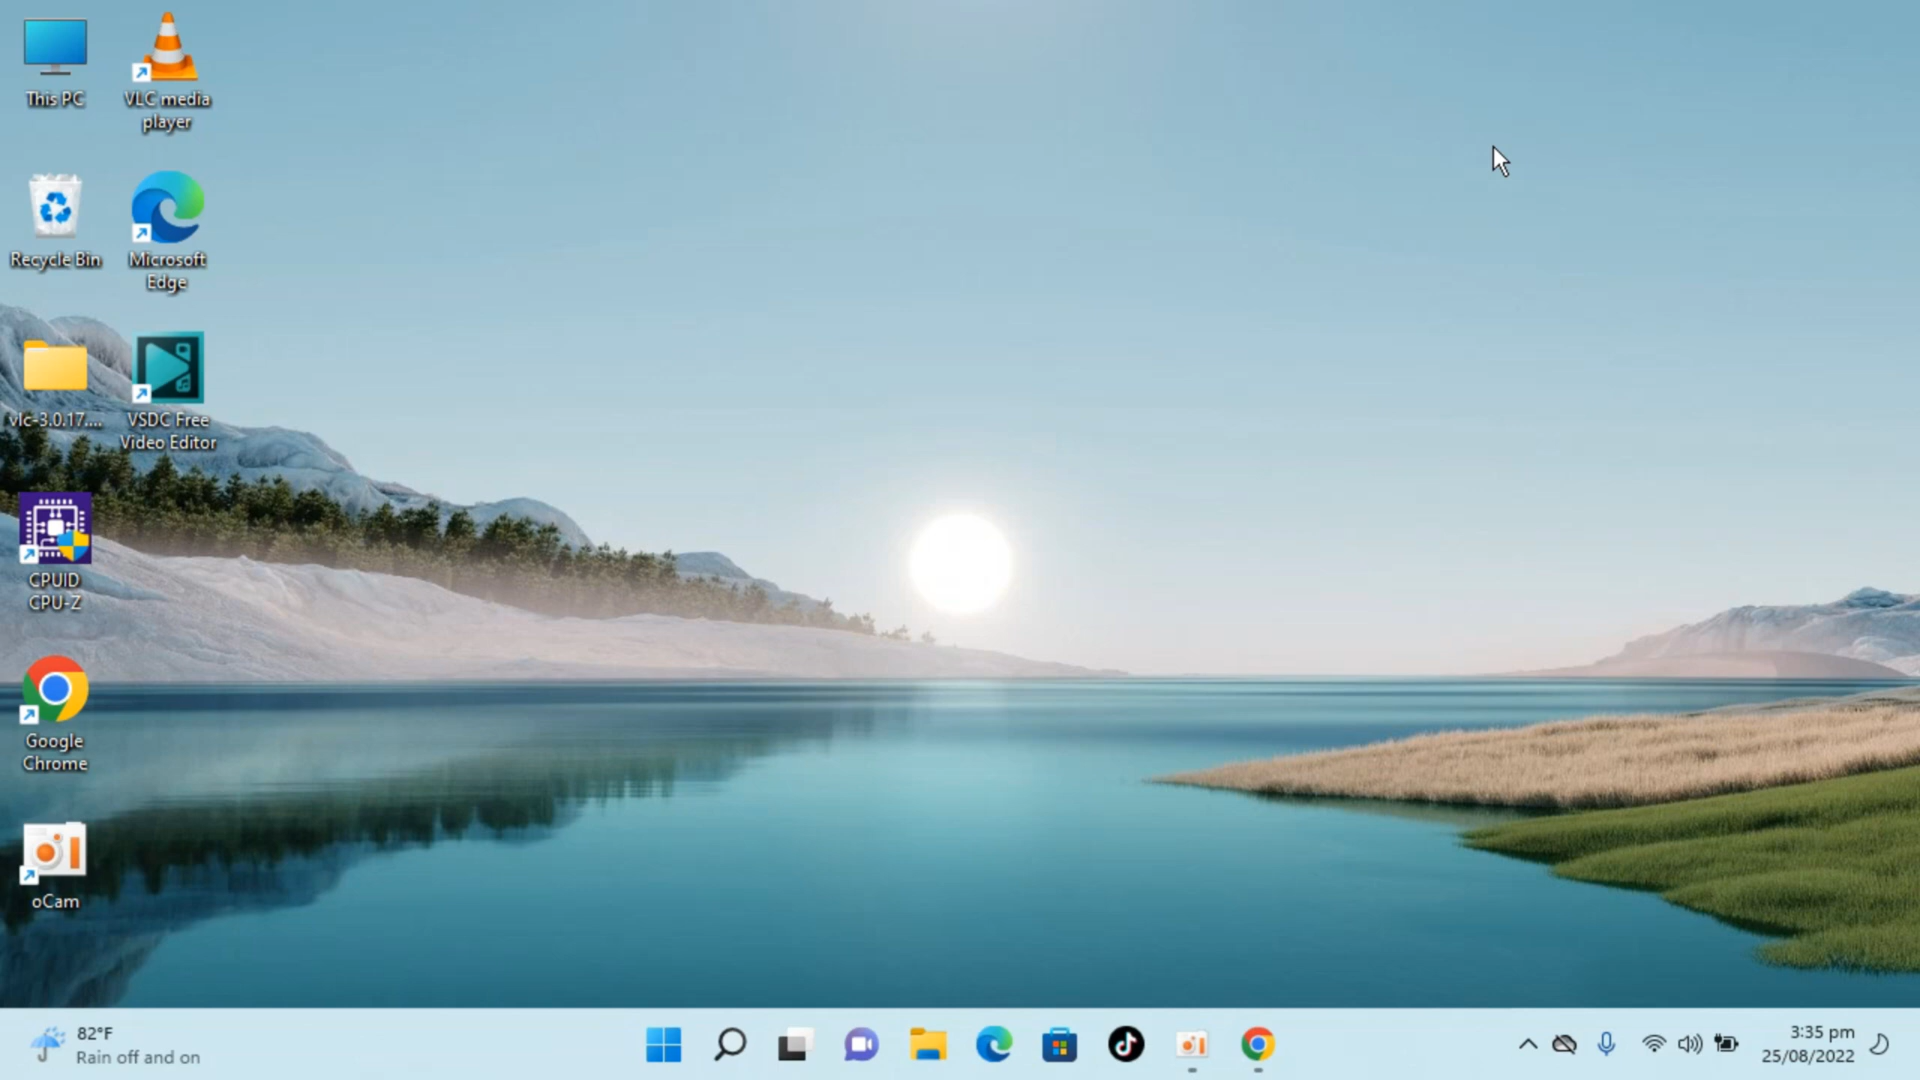 This PC
VLC media
player
Recycle Bin
Microsoft
Edge
vlc-3.0.17....
VSDC Free
Video Editor
CPUID
CPU-Z
Google
Chrome
oCam
82°F
Rain off and on
3:35 pm
25/08/2022